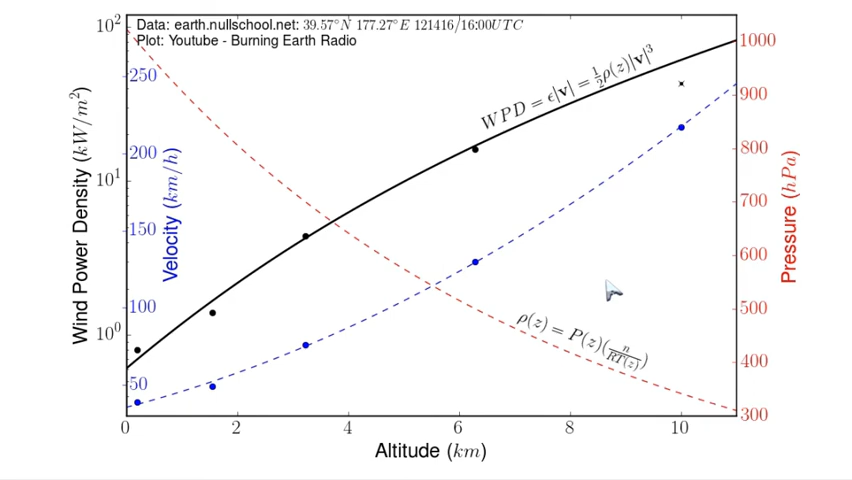 Data: earth.nullschool.net: 39.57°N 177.27°E 121416/16:00UTC
Plot: Youtube - Burning Earth Radio
10²
10¹
10⁰
Wind Power Density (kW/m²)
250
200
150
100
50
Velocity (km/h)
WPD = ϵ|v| = ½ρ(z)|v|³
ρ(z) = P(z)(n/RT(z))
1000
900
800
700
600
500
400
300
Pressure (hPa)
0 2 4 6 8 10
Altitude (km)